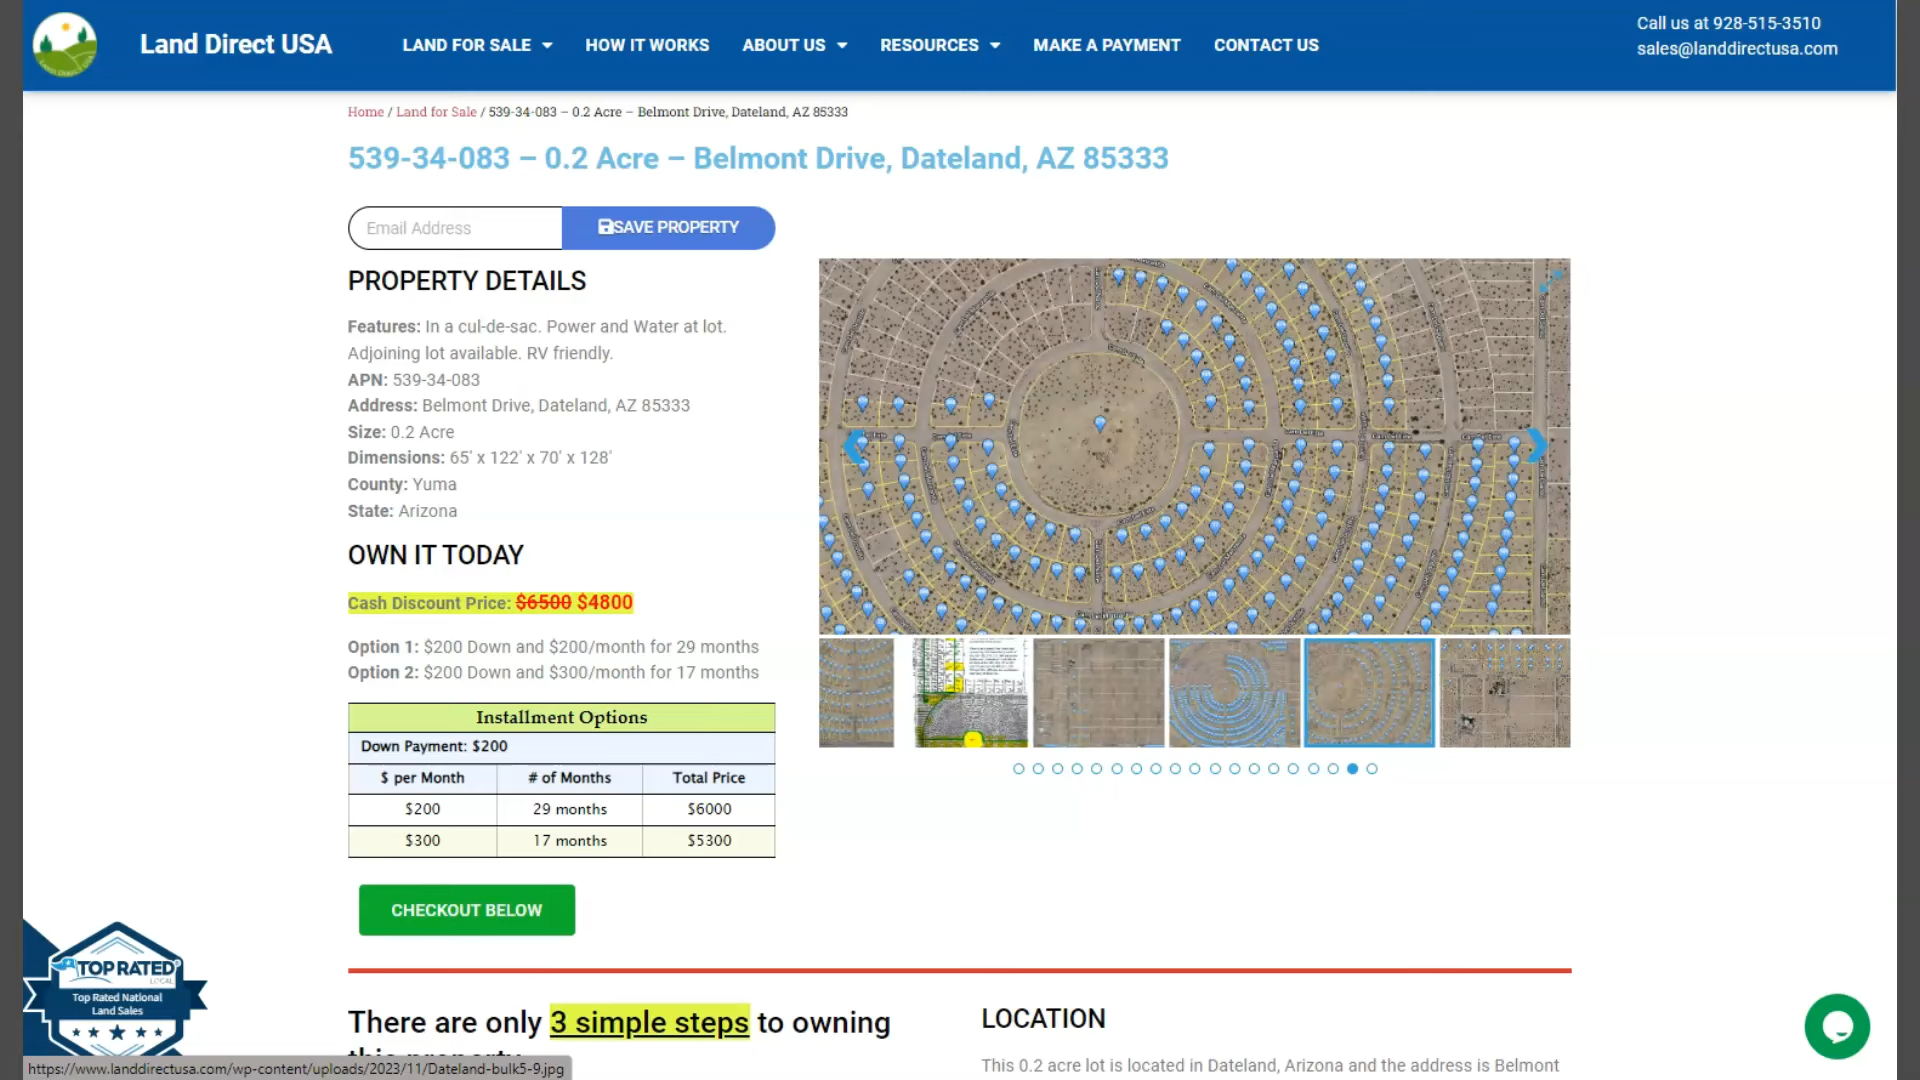 Land Direct USA
LAND FOR SALE
HOW IT WORKS
ABOUT US
RESOURCES
MAKE A PAYMENT
CONTACT US
Call us at 928-515-3510
sales@landdirectusa.com
Home / Land for Sale / 539-34-083 – 0.2 Acre – Belmont Drive, Dateland, AZ 85333
539-34-083 – 0.2 Acre – Belmont Drive, Dateland, AZ 85333
Email Address
SAVE PROPERTY
PROPERTY DETAILS
Features: In a cul-de-sac. Power and Water at lot.
Adjoining lot available. RV friendly.
APN: 539-34-083
Address: Belmont Drive, Dateland, AZ 85333
Size: 0.2 Acre
Dimensions: 65' x 122' x 70' x 128'
County: Yuma
State: Arizona
OWN IT TODAY
Cash Discount Price: $6500 $4800
Option 1: $200 Down and $200/month for 29 months
Option 2: $200 Down and $300/month for 17 months
Installment Options
Down Payment: $200
$ per Month # of Months Total Price
$200 29 months $6000
$300 17 months $5300
CHECKOUT BELOW
TOP RATED
LOCAL
Top Rated National
Land Sales
There are only 3 simple steps to owning
this property
LOCATION
This 0.2 acre lot is located in Dateland, Arizona and the address is Belmont
https://www.landdirectusa.com/wp-content/uploads/2023/11/Dateland-bulk5-9.jpg